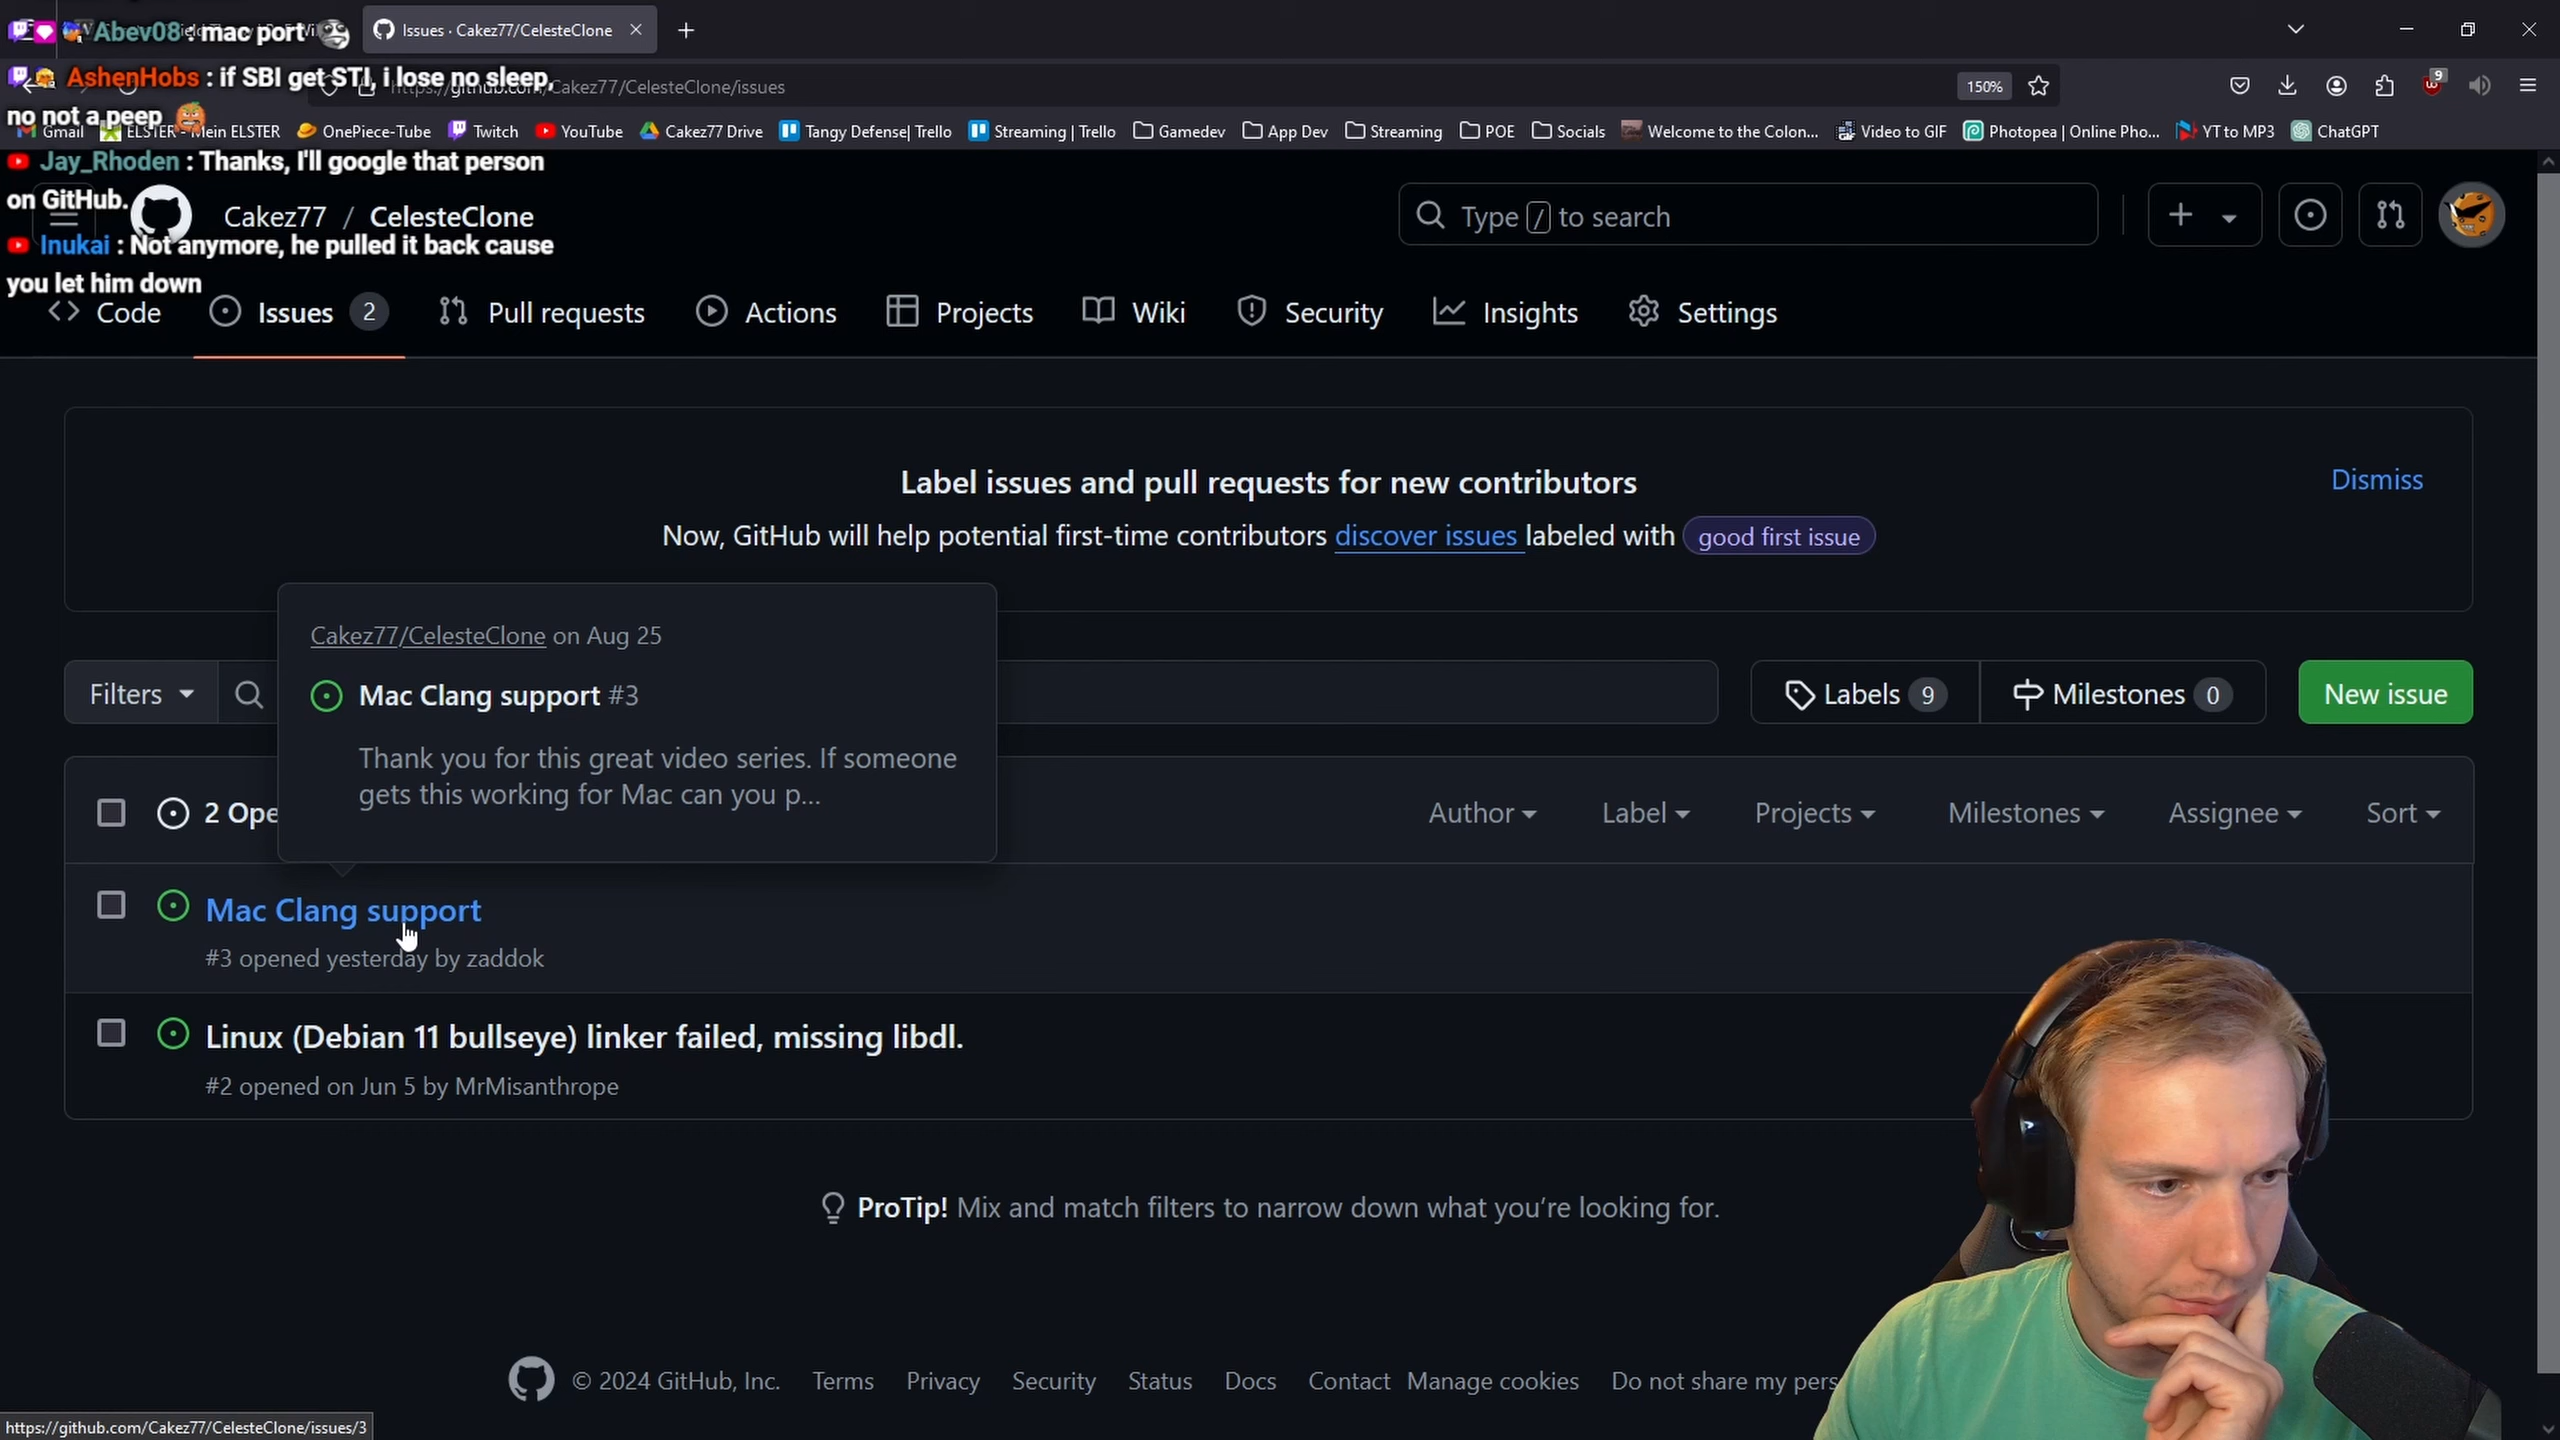 Abev08 : mac port
Issues · Cakez77/CelesteClone
AshenHobs : if SBI get STI, i lose no sleep,
no not a peep
https://github.com/Cakez77/CelesteClone/issues
150%
9
Gmail
ELSTER - Mein ELSTER
OnePiece-Tube
Twitch
YouTube
Cakez77 Drive
Tangy Defense| Trello
Streaming | Trello
Gamedev
App Dev
Streaming
POE
Socials
Welcome to the Colon...
Video to GIF
Photopea | Online Pho...
YT to MP3
ChatGPT
Jay_Rhoden : Thanks, I'll google that person
on GitHub.
Cakez77 / CelesteClone
Type / to search
Inukai : Not anymore, he pulled it back cause
you let him down
Code
Issues 2
Pull requests
Actions
Projects
Wiki
Security
Insights
Settings
Label issues and pull requests for new contributors
Dismiss
Now, GitHub will help potential first-time contributors discover issues labeled with good first issue
Cakez77/CelesteClone on Aug 25
Mac Clang support #3
Thank you for this great video series. If someone
gets this working for Mac can you p...
Filters
Labels 9
Milestones 0
New issue
2 Ope
Author
Label
Projects
Milestones
Assignee
Sort
Mac Clang support
#3 opened yesterday by zaddok
Linux (Debian 11 bullseye) linker failed, missing libdl.
#2 opened on Jun 5 by MrMisanthrope
ProTip! Mix and match filters to narrow down what you're looking for.
© 2024 GitHub, Inc.
Terms
Privacy
Security
Status
Docs
Contact
Manage cookies
Do not share my pers
https://github.com/Cakez77/CelesteClone/issues/3